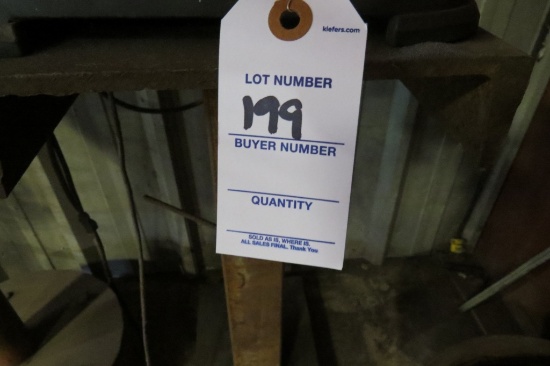 kiefers.com
LOT NUMBER
199
BUYER NUMBER
QUANTITY
SOLD AS IS, WHERE IS.
ALL SALES FINAL. Thank You